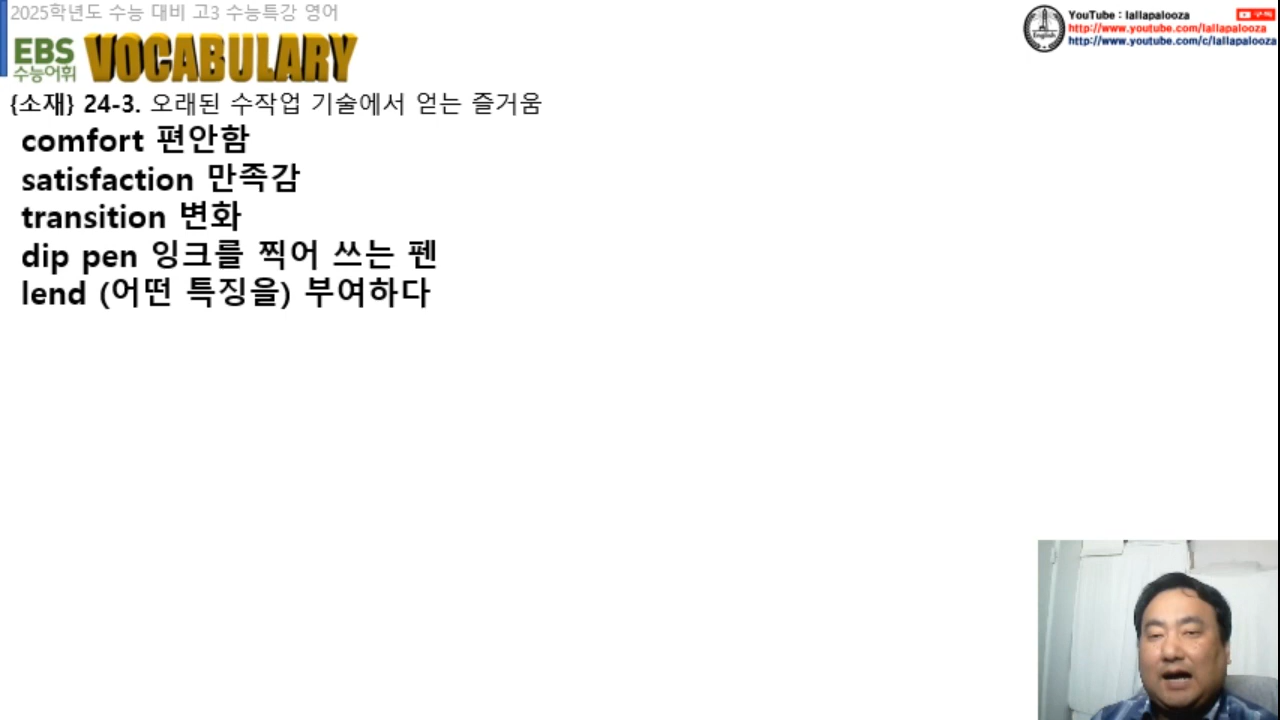 2025학년도 수능 대비 고3 수능특강 영어
EBS 수능어휘 VOCABULARY
{소재} 24-3. 오래된 수작업 기술에서 얻는 즐거움
comfort 편안함
satisfaction 만족감
transition 변화
dip pen 잉크를 찍어 쓰는 펜
lend (어떤 특징을) 부여하다
YouTube : lallapalooza
http://www.youtube.com/lallapalooza
http://www.youtube.com/c/lallapalooza
English